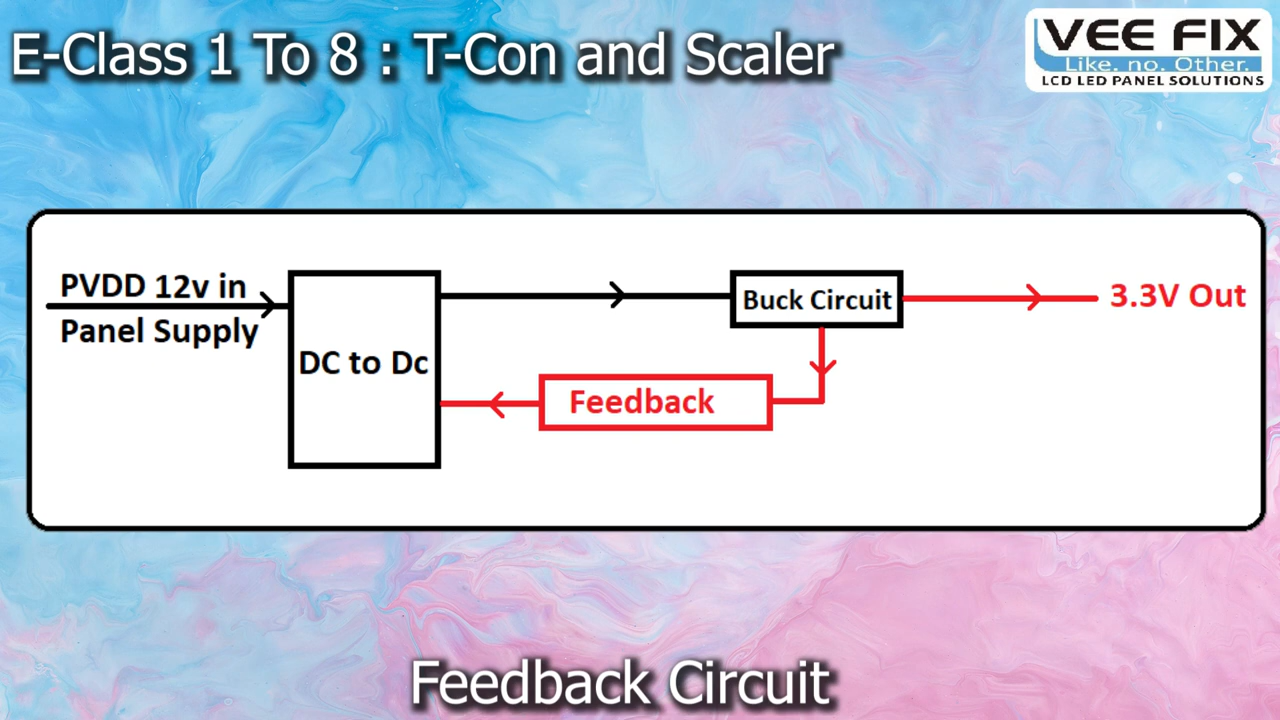 E-Class 1 To 8 : T-Con and Scaler
VEE FIX
Like. no. Other.
LCD LED PANEL SOLUTIONS
PVDD 12v in
Panel Supply
DC to Dc
Buck Circuit
3.3V Out
Feedback
Feedback Circuit